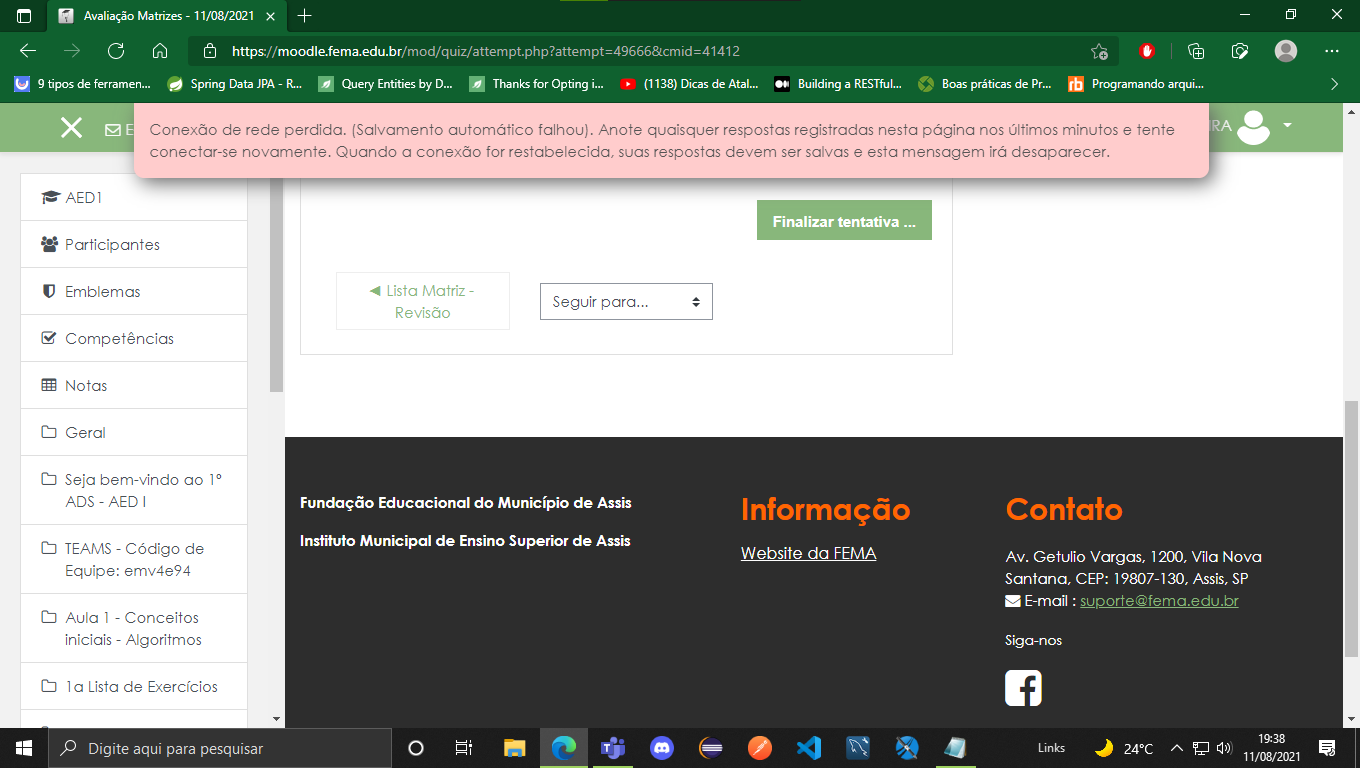 Avaliação Matrizes - 11/08/2021
https://moodle.fema.edu.br/mod/quiz/attempt.php?attempt=49666&cmid=41412
9 tipos de ferramen...
Spring Data JPA - R...
Query Entities by D...
Thanks for Opting i...
(1138) Dicas de Atal...
Building a RESTful...
Boas práticas de Pr...
Programando arqui...
Conexão de rede perdida. (Salvamento automático falhou). Anote quaisquer respostas registradas nesta página nos últimos minutos e tente
conectar-se novamente. Quando a conexão for restabelecida, suas respostas devem ser salvas e esta mensagem irá desaparecer.
AED1
Participantes
Emblemas
Competências
Notas
Geral
Seja bem-vindo ao 1º
ADS - AED I
TEAMS - Código de
Equipe: emv4e94
Aula 1 - Conceitos
iniciais - Algoritmos
1a Lista de Exercícios
Finalizar tentativa ...
◄ Lista Matriz -
Revisão
Seguir para...
Fundação Educacional do Município de Assis
Instituto Municipal de Ensino Superior de Assis
Informação
Website da FEMA
Contato
Av. Getulio Vargas, 1200, Vila Nova
Santana, CEP: 19807-130, Assis, SP
E-mail : suporte@fema.edu.br
Siga-nos
Digite aqui para pesquisar
Links
24°C
19:38
11/08/2021